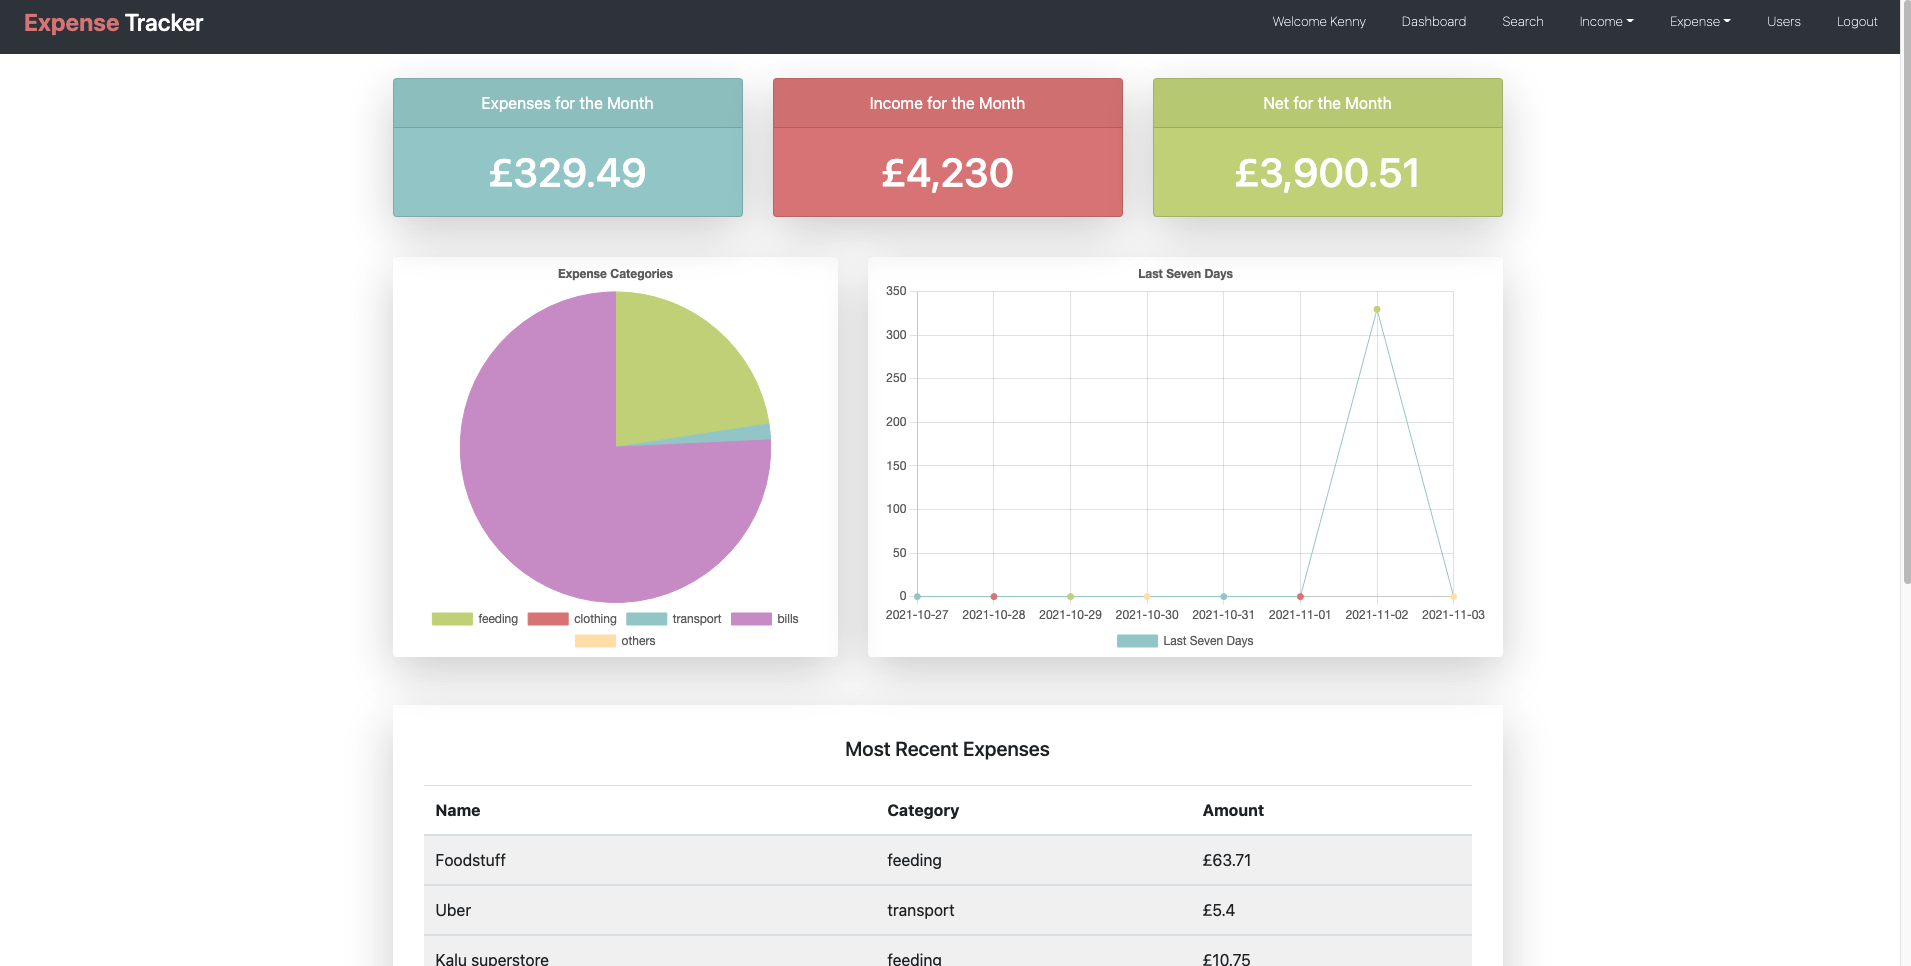 Expense Tracker
Welcome Kenny Dashboard Search Income Expense Users Logout
Expenses for the Month
£329.49
Income for the Month
£4,230
Net for the Month
£3,900.51
Expense Categories
feeding clothing transport bills
others
Last Seven Days
350
300
250
200
150
100
50
0
2021-10-27 2021-10-28 2021-10-29 2021-10-30 2021-10-31 2021-11-01 2021-11-02 2021-11-03
Last Seven Days
Most Recent Expenses
Name Category Amount
Foodstuff feeding £63.71
Uber transport £5.4
Kalu superstore feeding £10.75